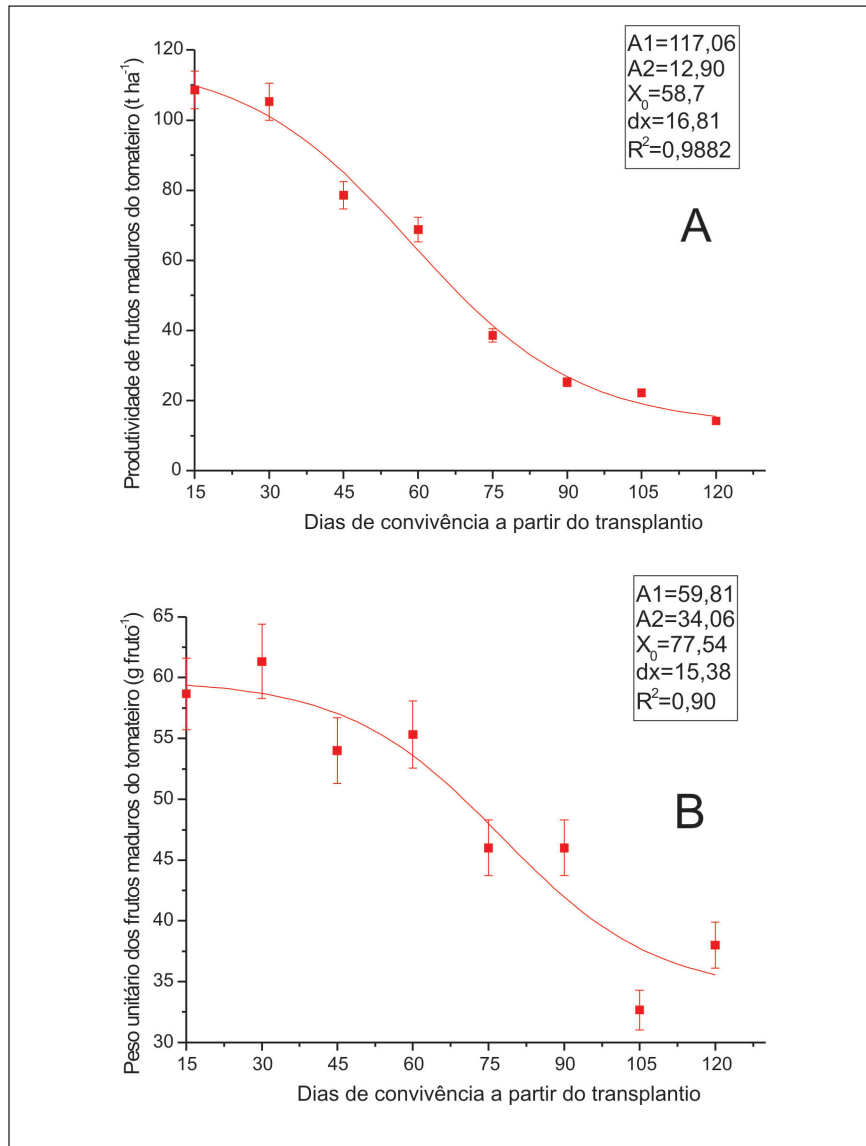 A1=117,06
A2=12,90
X₀=58,7
dx=16,81
R²=0,9882
A
Produtividade de frutos maduros do tomateiro (t ha⁻¹)
120
100
80
60
40
20
0
15 30 45 60 75 90 105 120
Dias de convivência a partir do transplantio
A1=59,81
A2=34,06
X₀=77,54
dx=15,38
R²=0,90
B
Peso unitário dos frutos maduros do tomateiro (g fruto⁻¹)
65
60
55
50
45
40
35
30
15 30 45 60 75 90 105 120
Dias de convivência a partir do transplantio